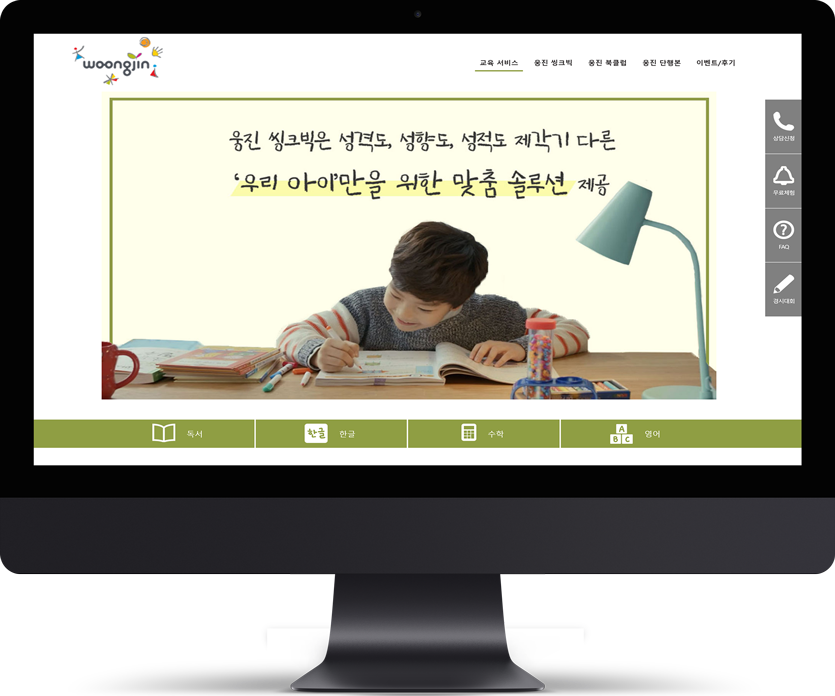 woongjin
교육 서비스 웅진 씽크빅 웅진 북클럽 웅진 단행본 이벤트/후기
웅진 씽크빅은 성격도, 성향도, 성적도 제각기 다른
‘우리 아이’만을 위한 맞춤 솔루션 제공
상담신청
무료체험
FAQ
경시대회
독서 한글 한글 수학 A B C 영어